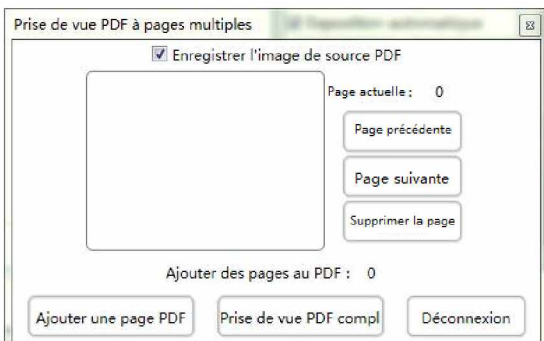 Prise de vue PDF à pages multiples
Enregistrer l'image de source PDF
Page actuelle : 0
Page précédente
Page suivante
Supprimer la page
Ajouter des pages au PDF : 0
Ajouter une page PDF
Prise de vue PDF compl
Déconnexion